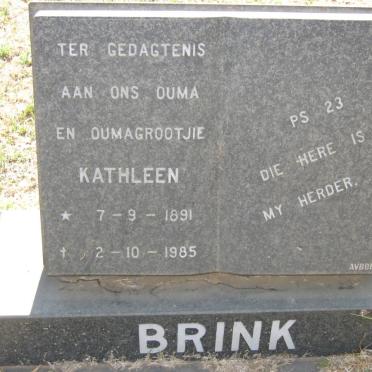 TER GEDAGTENIS
AAN ONS OUMA
EN OUMAGROOTJIE
KATHLEEN
★ 7-9-1891
† 2-10-1985
PS 23
DIE HERE IS
MY HERDER.
BRINK